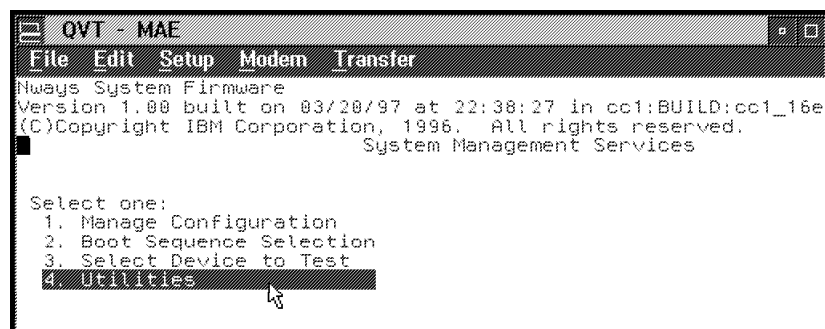 QVT - MAE
File Edit Setup Modem Transfer
Nways System Firmware
Version 1.00 built on 03/20/97 at 22:38:27 in cc1:BUILD:cc1_16e
(C)Copyright IBM Corporation, 1996. All rights reserved.
System Management Services
Select one:
1. Manage Configuration
2. Boot Sequence Selection
3. Select Device to Test
4. Utilities